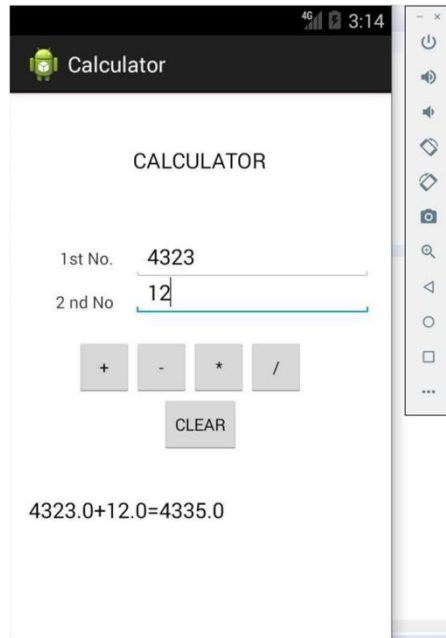 4G 3:14
Calculator
CALCULATOR
1st No. 4323
2 nd No 12
+ - * /
CLEAR
4323.0+12.0=4335.0